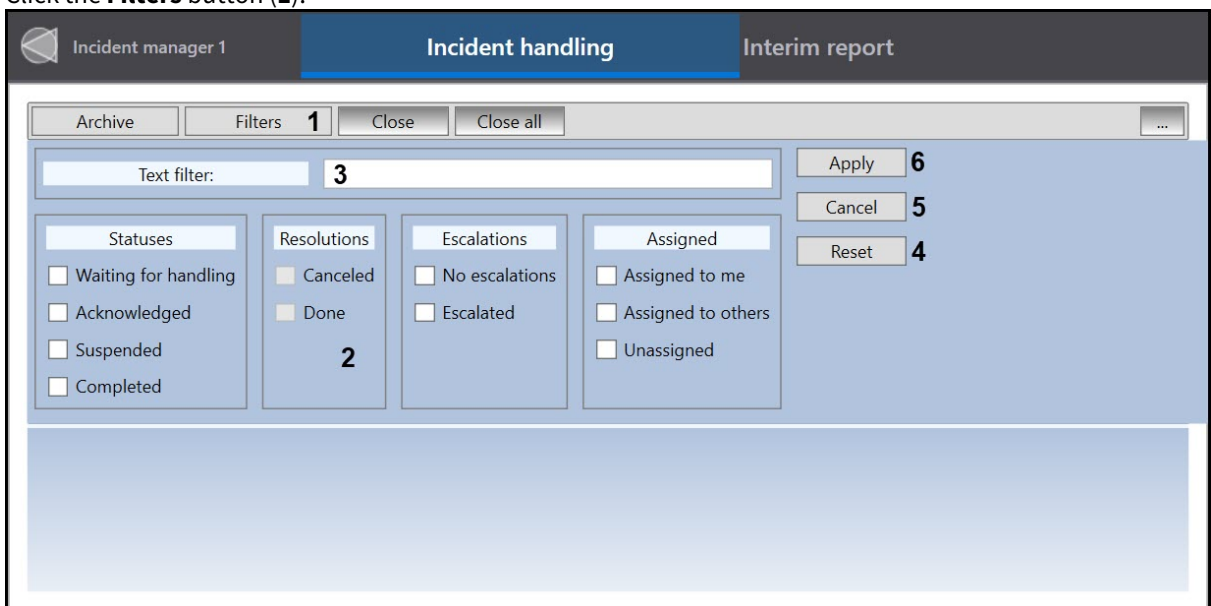 Click the Filters button (1).
Incident manager 1 Incident handling Interim report
Archive Filters 1 Close Close all ...
Text filter: 3 Apply 6
Cancel 5
Statuses Resolutions Escalations Assigned Reset 4
Waiting for handling Canceled No escalations Assigned to me
Acknowledged Done Escalated Assigned to others
Suspended 2 Unassigned
Completed